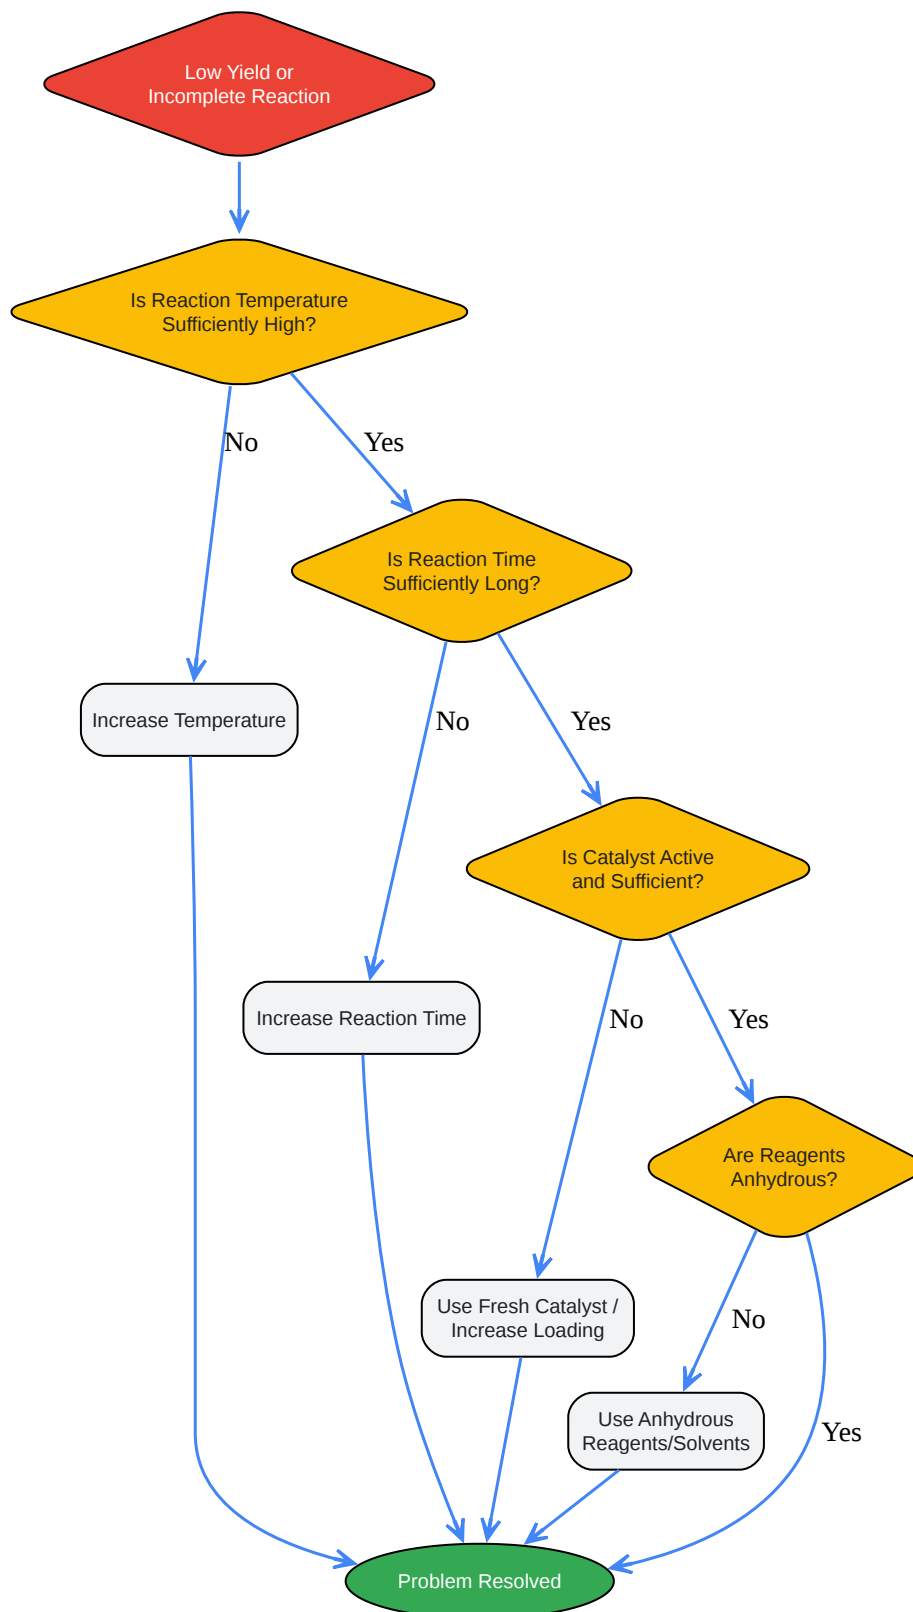 Low Yield or
Incomplete Reaction
Is Reaction Temperature
Sufficiently High?
No
Yes
Is Reaction Time
Sufficiently Long?
Increase Temperature
No
Yes
Is Catalyst Active
and Sufficient?
Increase Reaction Time
No
Yes
Are Reagents
Anhydrous?
Use Fresh Catalyst /
Increase Loading
No
Use Anhydrous
Reagents/Solvents
Yes
Problem Resolved